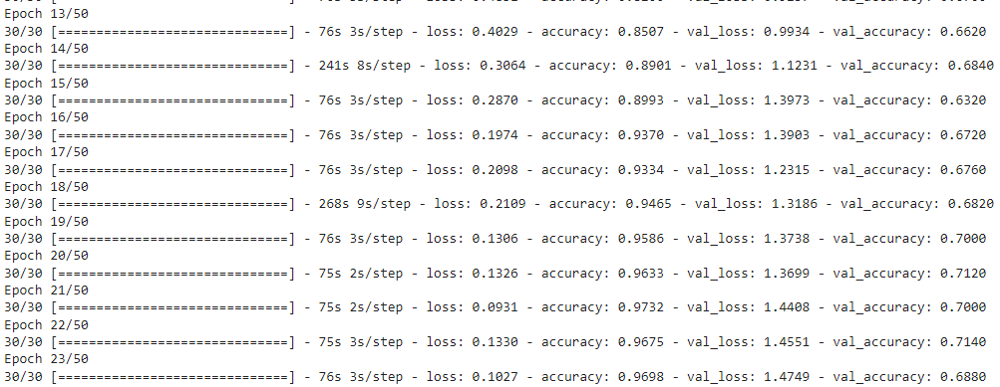 Epoch 13/50
30/30 [==============================] - 76s 3s/step - loss: 0.4029 - accuracy: 0.8507 - val_loss: 0.9934 - val_accuracy: 0.6620
Epoch 14/50
30/30 [==============================] - 241s 8s/step - loss: 0.3064 - accuracy: 0.8901 - val_loss: 1.1231 - val_accuracy: 0.6840
Epoch 15/50
30/30 [==============================] - 76s 3s/step - loss: 0.2870 - accuracy: 0.8993 - val_loss: 1.3973 - val_accuracy: 0.6320
Epoch 16/50
30/30 [==============================] - 76s 3s/step - loss: 0.1974 - accuracy: 0.9370 - val_loss: 1.3903 - val_accuracy: 0.6720
Epoch 17/50
30/30 [==============================] - 76s 3s/step - loss: 0.2098 - accuracy: 0.9334 - val_loss: 1.2315 - val_accuracy: 0.6760
Epoch 18/50
30/30 [==============================] - 268s 9s/step - loss: 0.2109 - accuracy: 0.9465 - val_loss: 1.3186 - val_accuracy: 0.6820
Epoch 19/50
30/30 [==============================] - 76s 3s/step - loss: 0.1306 - accuracy: 0.9586 - val_loss: 1.3738 - val_accuracy: 0.7000
Epoch 20/50
30/30 [==============================] - 75s 2s/step - loss: 0.1326 - accuracy: 0.9633 - val_loss: 1.3699 - val_accuracy: 0.7120
Epoch 21/50
30/30 [==============================] - 75s 2s/step - loss: 0.0931 - accuracy: 0.9732 - val_loss: 1.4408 - val_accuracy: 0.7000
Epoch 22/50
30/30 [==============================] - 75s 3s/step - loss: 0.1330 - accuracy: 0.9675 - val_loss: 1.4551 - val_accuracy: 0.7140
Epoch 23/50
30/30 [==============================] - 76s 3s/step - loss: 0.1027 - accuracy: 0.9698 - val_loss: 1.4749 - val_accuracy: 0.6880